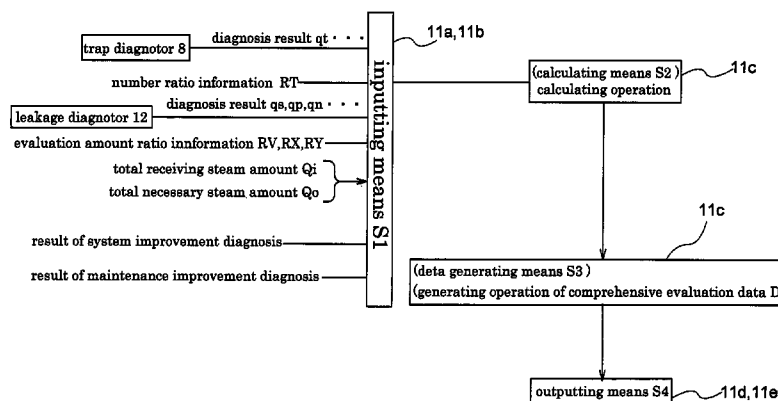 diagnosis result qt · · ·
trap diagnotor 8
11a,11b
number ratio information RT
(calculating means S2)
calculating operation
11c
diagnosis result qs,qp,qn · · ·
leakage diagnotor 12
inputting means S1
evaluation amount ratio innformation RV,RX,RY
total receiving steam amount Qi
total necessary steam amount Qo
11c
result of system improvement diagnosis
(deta generating means S3)
(generating operation of comprehensive evaluation data D
result of maintenance improvement diagnosis
outputting means S4
11d,11e